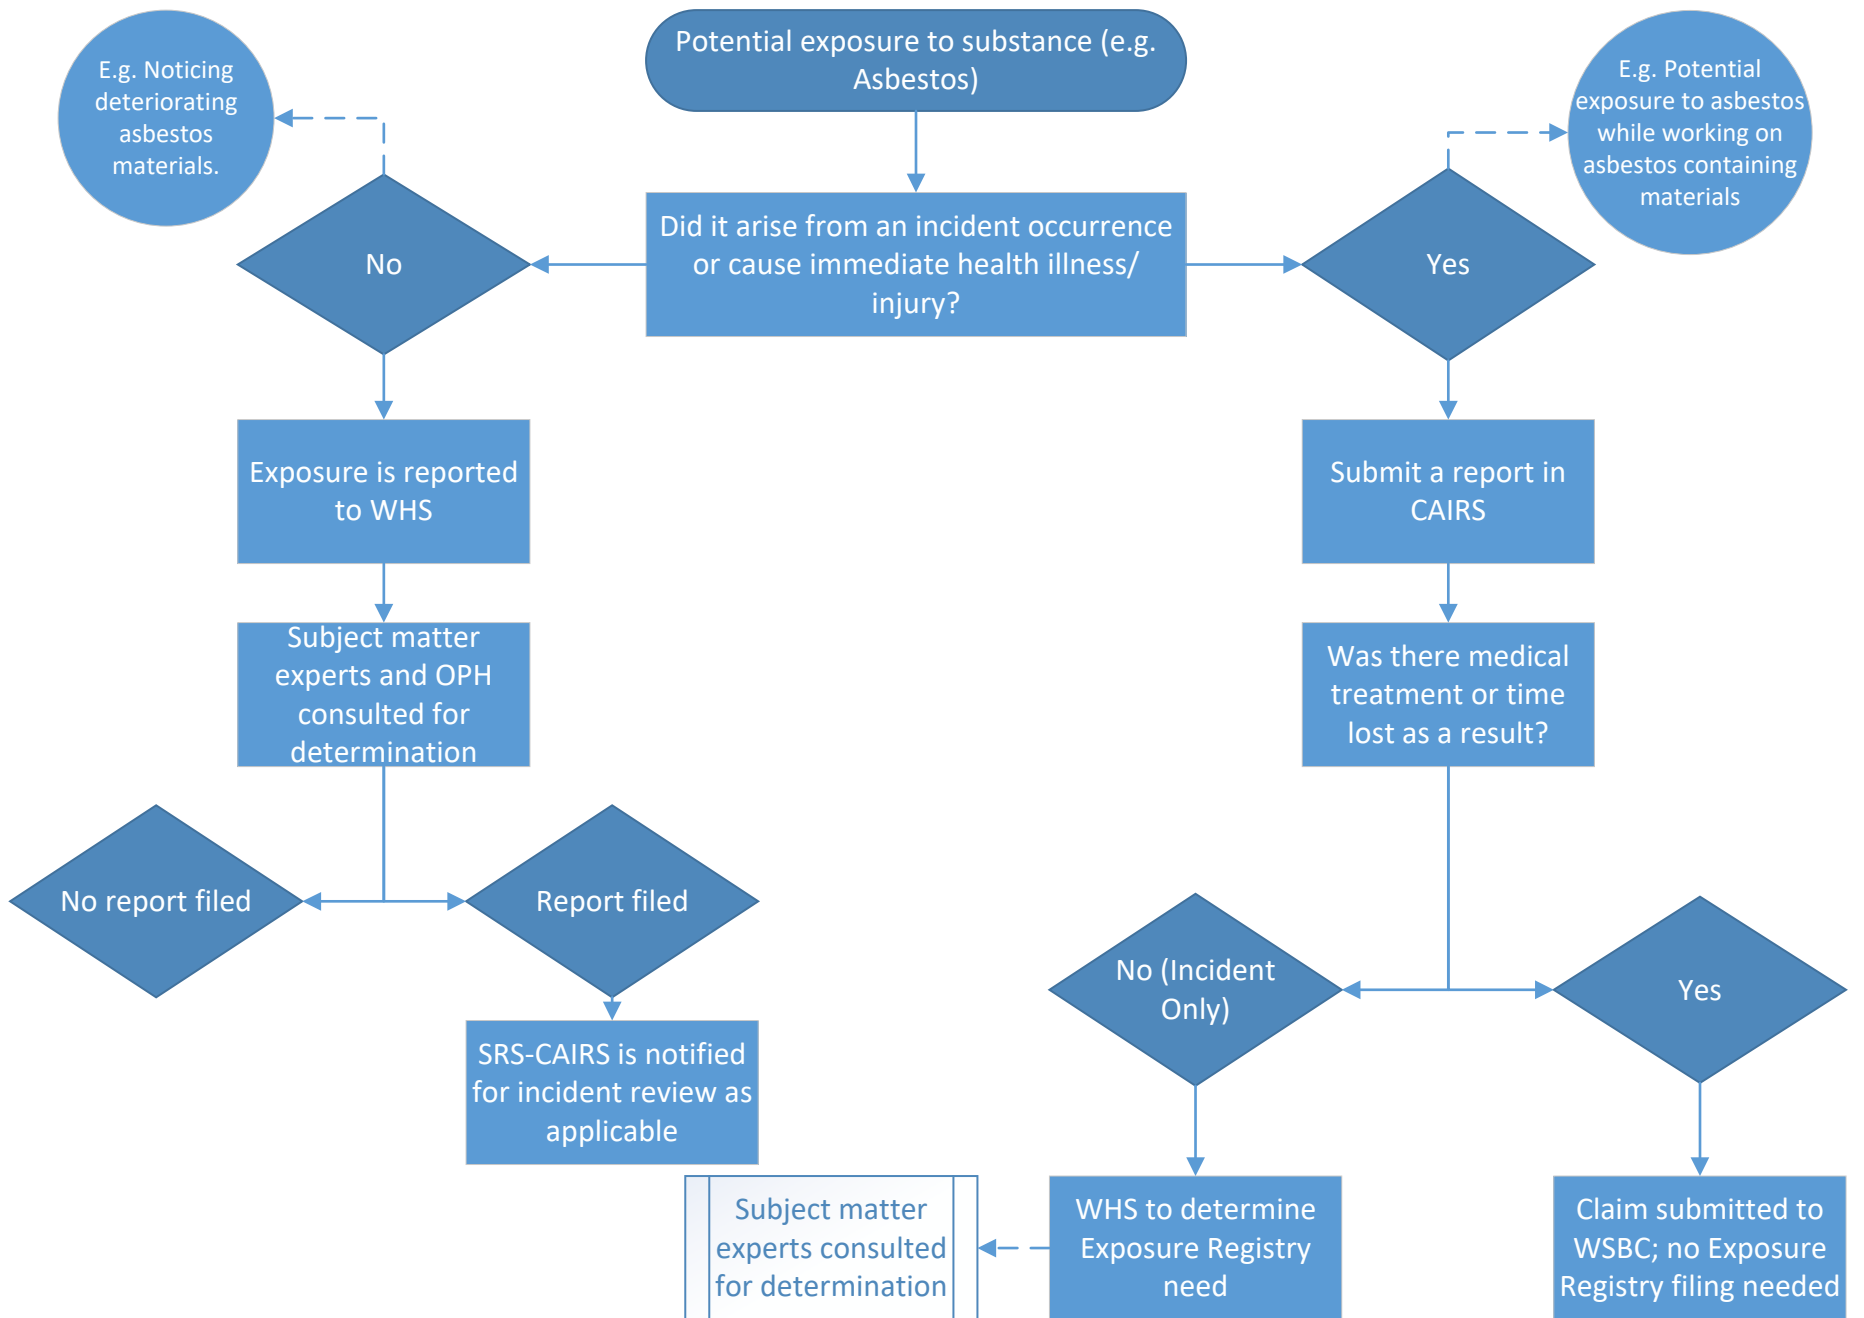 Potential exposure to substance (e.g.
Asbestos)
E.g. Noticing
deteriorating
asbestos
materials.
E.g. Potential
exposure to asbestos
while working on
asbestos containing
materials
Did it arise from an incident occurrence
or cause immediate health illness/
injury?
No
Yes
Exposure is reported
to WHS
Submit a report in
CAIRS
Subject matter
experts and OPH
consulted for
determination
Was there medical
treatment or time
lost as a result?
No report filed
Report filed
No (Incident
Only)
Yes
SRS-CAIRS is notified
for incident review as
applicable
Subject matter
experts consulted
for determination
WHS to determine
Exposure Registry
need
Claim submitted to
WSBC; no Exposure
Registry filing needed